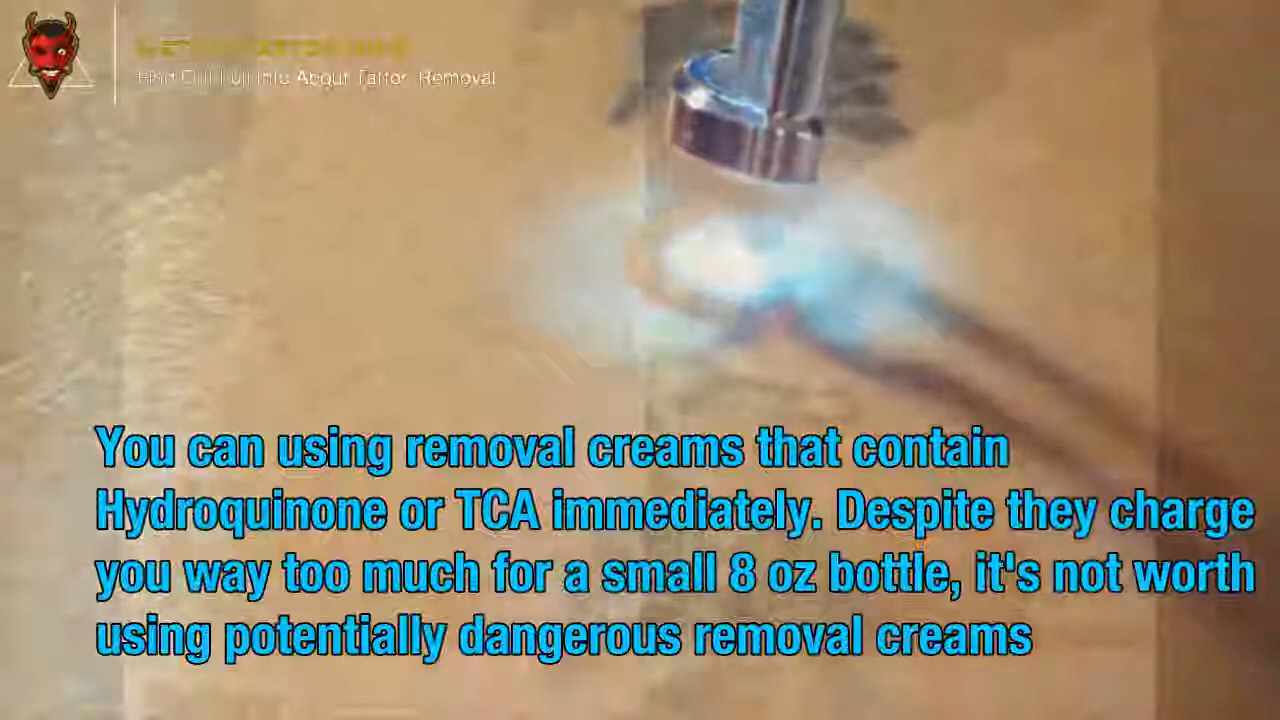 About Tattoo Removal
You can using removal creams that contain
Hydroquinone or TCA immediately. Despite they charge
you way too much for a small 8 oz bottle, it's not worth
using potentially dangerous removal creams